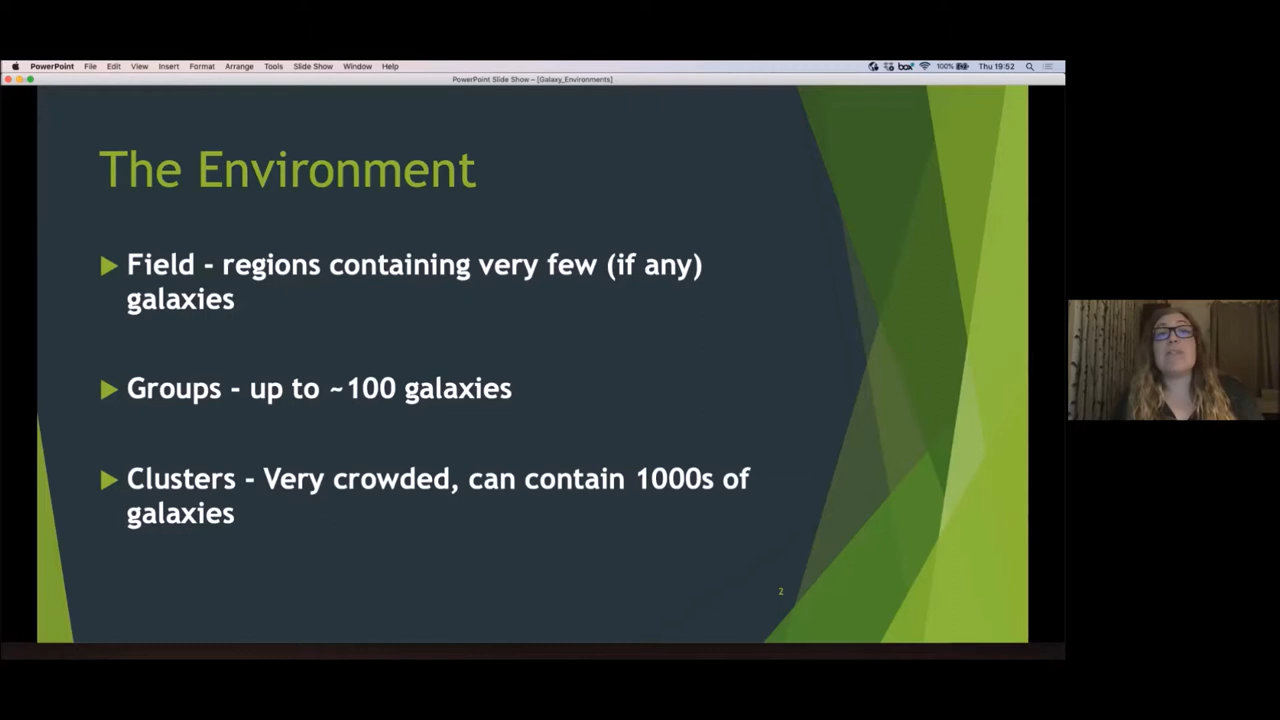 PowerPoint File Edit View Insert Format Arrange Tools Slide Show Window Help box 100% Thu 19:52
PowerPoint Slide Show - [Galaxy_Environments]
The Environment
Field - regions containing very few (if any)
galaxies
Groups - up to ~100 galaxies
Clusters - Very crowded, can contain 1000s of
galaxies
2